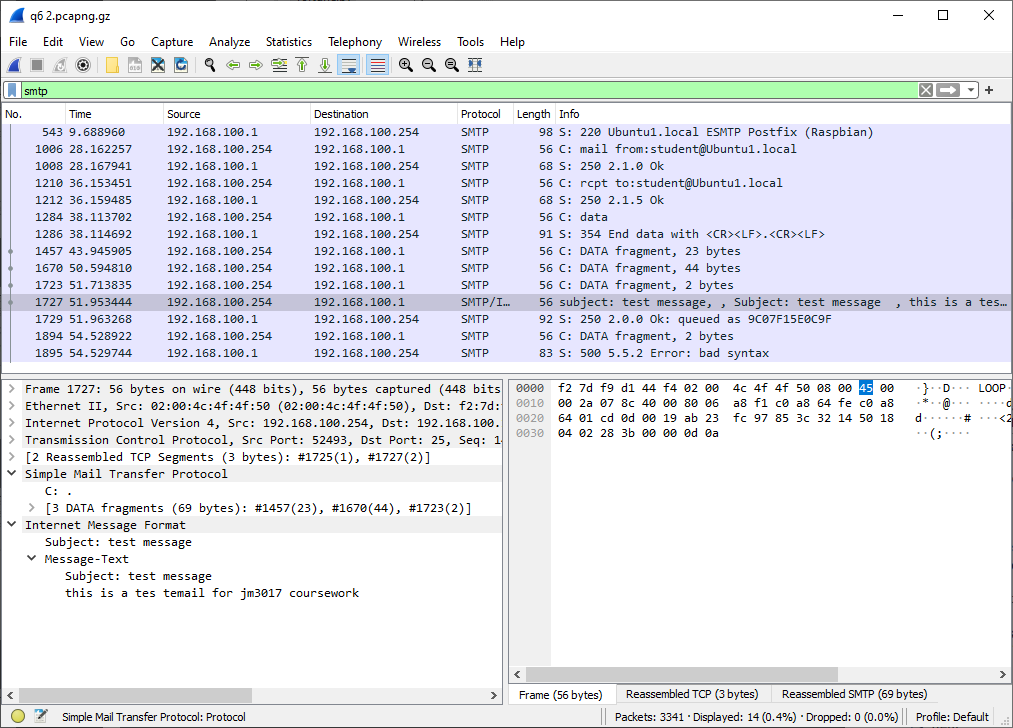 q6 2.pcapng.gz
File Edit View Go Capture Analyze Statistics Telephony Wireless Tools Help
smtp
No. Time Source Destination Protocol Length Info
543 9.688960 192.168.100.1 192.168.100.254 SMTP 98 S: 220 Ubuntu1.local ESMTP Postfix (Raspbian)
1006 28.162257 192.168.100.254 192.168.100.1 SMTP 56 C: mail from:student@Ubuntu1.local
1008 28.167941 192.168.100.1 192.168.100.254 SMTP 68 S: 250 2.1.0 Ok
1210 36.153451 192.168.100.254 192.168.100.1 SMTP 56 C: rcpt to:student@Ubuntu1.local
1212 36.159485 192.168.100.1 192.168.100.254 SMTP 68 S: 250 2.1.5 Ok
1284 38.113702 192.168.100.254 192.168.100.1 SMTP 56 C: data
1286 38.114692 192.168.100.1 192.168.100.254 SMTP 91 S: 354 End data with <CR><LF>.<CR><LF>
1457 43.945905 192.168.100.254 192.168.100.1 SMTP 56 C: DATA fragment, 23 bytes
1670 50.594810 192.168.100.254 192.168.100.1 SMTP 56 C: DATA fragment, 44 bytes
1723 51.713835 192.168.100.254 192.168.100.1 SMTP 56 C: DATA fragment, 2 bytes
1727 51.953444 192.168.100.254 192.168.100.1 SMTP/I… 56 subject: test message, , Subject: test message , this is a tes…
1729 51.963268 192.168.100.1 192.168.100.254 SMTP 92 S: 250 2.0.0 Ok: queued as 9C07F15E0C9F
1894 54.528922 192.168.100.254 192.168.100.1 SMTP 56 C: DATA fragment, 2 bytes
1895 54.529744 192.168.100.1 192.168.100.254 SMTP 83 S: 500 5.5.2 Error: bad syntax
Frame 1727: 56 bytes on wire (448 bits), 56 bytes captured (448 bits
Ethernet II, Src: 02:00:4c:4f:4f:50 (02:00:4c:4f:4f:50), Dst: f2:7d:
Internet Protocol Version 4, Src: 192.168.100.254, Dst: 192.168.100.
Transmission Control Protocol, Src Port: 52493, Dst Port: 25, Seq: 14
[2 Reassembled TCP Segments (3 bytes): #1725(1), #1727(2)]
Simple Mail Transfer Protocol
C: .
[3 DATA fragments (69 bytes): #1457(23), #1670(44), #1723(2)]
Internet Message Format
Subject: test message
Message-Text
Subject: test message
this is a tes temail for jm3017 coursework
0000 f2 7d f9 d1 44 f4 02 00 4c 4f 4f 50 08 00 45 00 ·}··D··· LOOP
0010 00 2a 07 8c 40 00 80 06 a8 f1 c0 a8 64 fe c0 a8 ·*··@··· ····d
0020 64 01 cd 0d 00 19 ab 23 fc 97 85 3c 32 14 50 18 d······# ···<2
0030 04 02 28 3b 00 00 0d 0a ··(;····
Frame (56 bytes) Reassembled TCP (3 bytes) Reassembled SMTP (69 bytes)
Simple Mail Transfer Protocol: Protocol Packets: 3341 · Displayed: 14 (0.4%) · Dropped: 0 (0.0%) Profile: Default